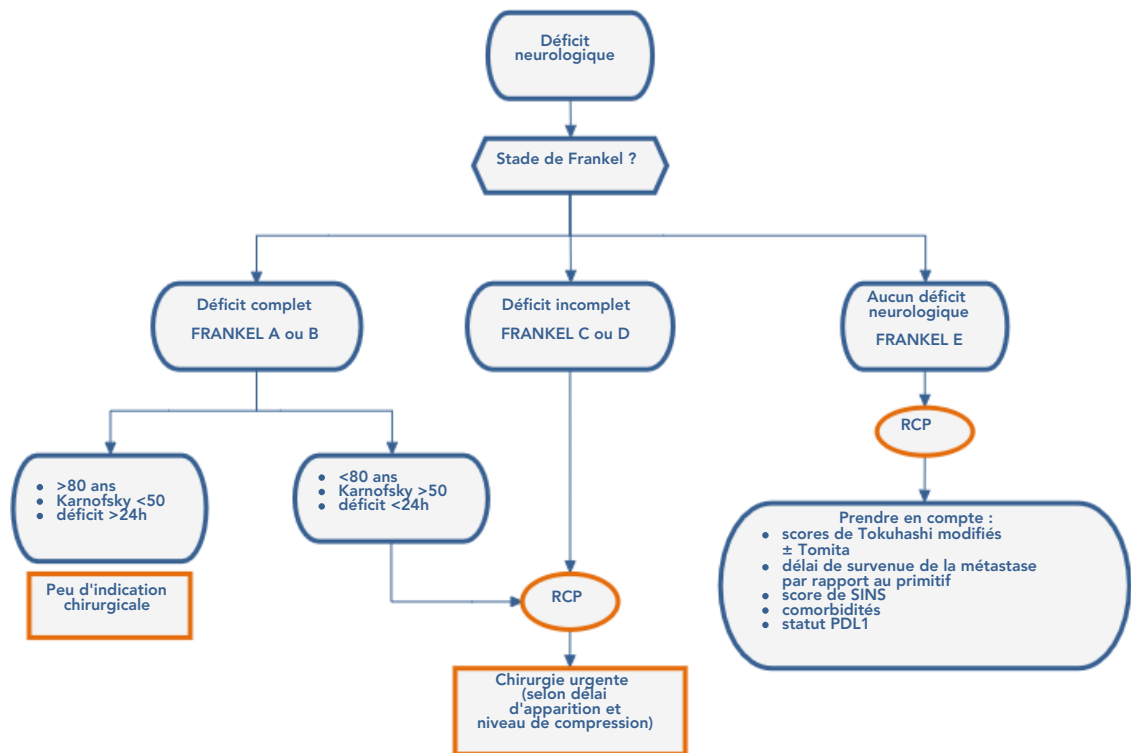 Déficit
neurologique
Stade de Frankel ?
Déficit complet
FRANKEL A ou B
Déficit incomplet
FRANKEL C ou D
Aucun déficit
neurologique
FRANKEL E
RCP
• >80 ans
• Karnofsky <50
• déficit >24h
• <80 ans
• Karnofsky >50
• déficit <24h
Prendre en compte :
• scores de Tokuhashi modifiés
± Tomita
• délai de survenue de la métastase
par rapport au primitif
• score de SINS
• comorbidités
• statut PDL1
Peu d'indication
chirurgicale
RCP
Chirurgie urgente
(selon délai
d'apparition et
niveau de compression)